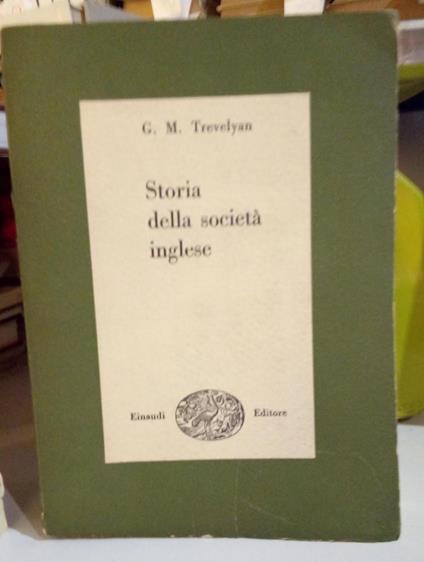 G. M. Trevelyan
Storia
della società
inglese
Einaudi Editore